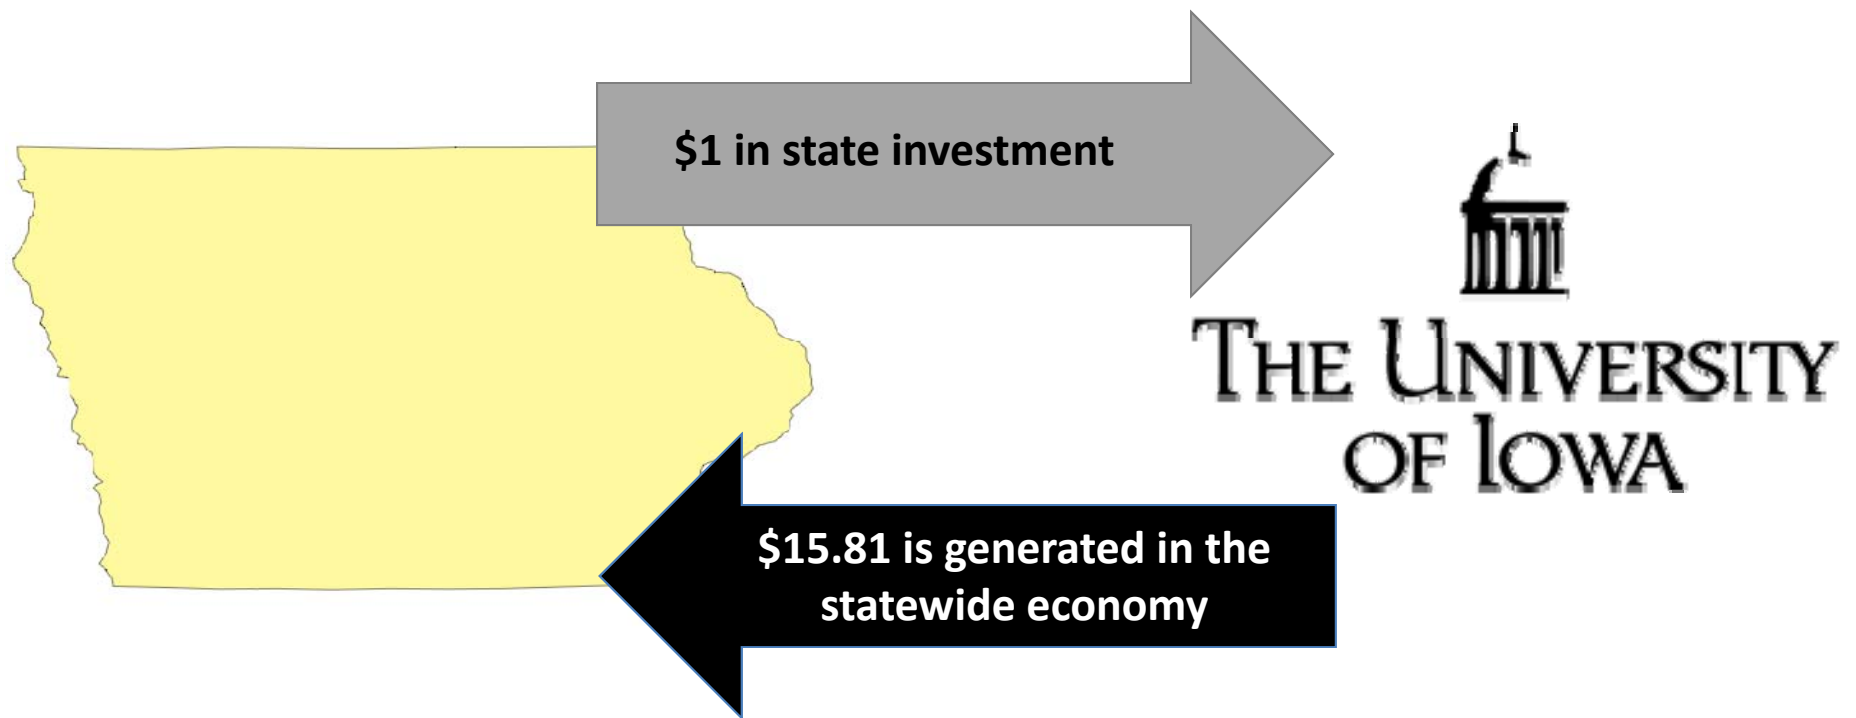 $1 in state investment
THE UNIVERSITY
OF IOWA
$15.81 is generated in the
statewide economy